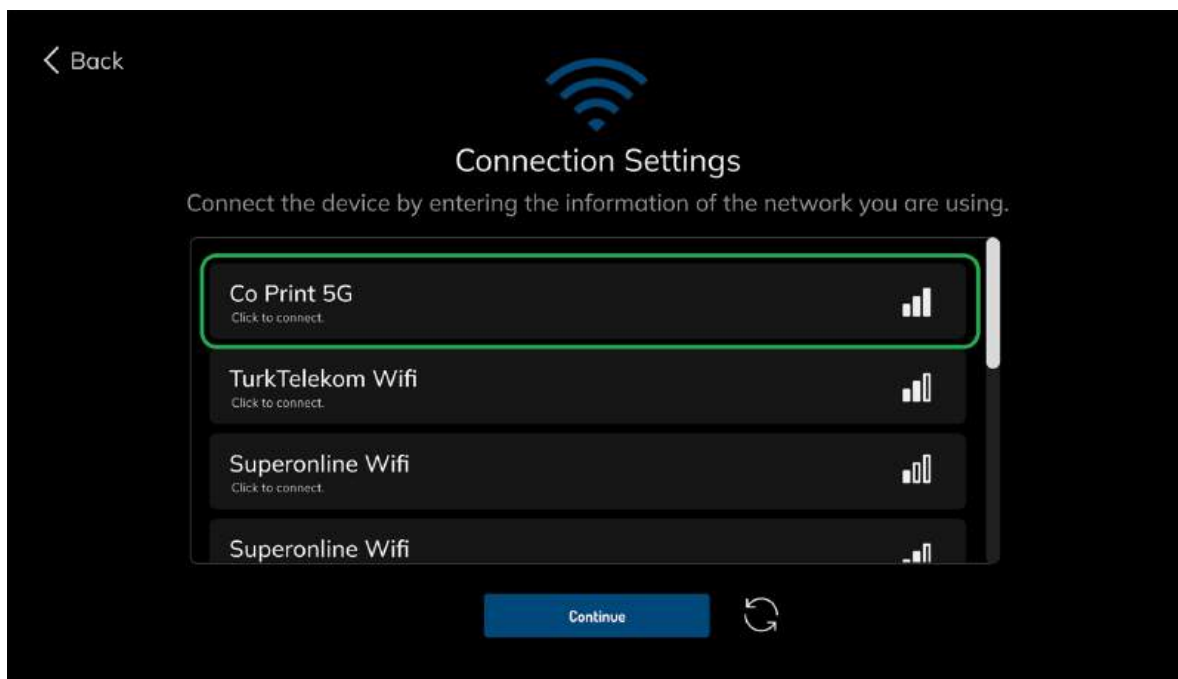 Back
Connection Settings
Connect the device by entering the information of the network you are using.
Co Print 5G
Click to connect.
TurkTelekom Wifi
Click to connect.
Superonline Wifi
Click to connect.
Superonline Wifi
Continue